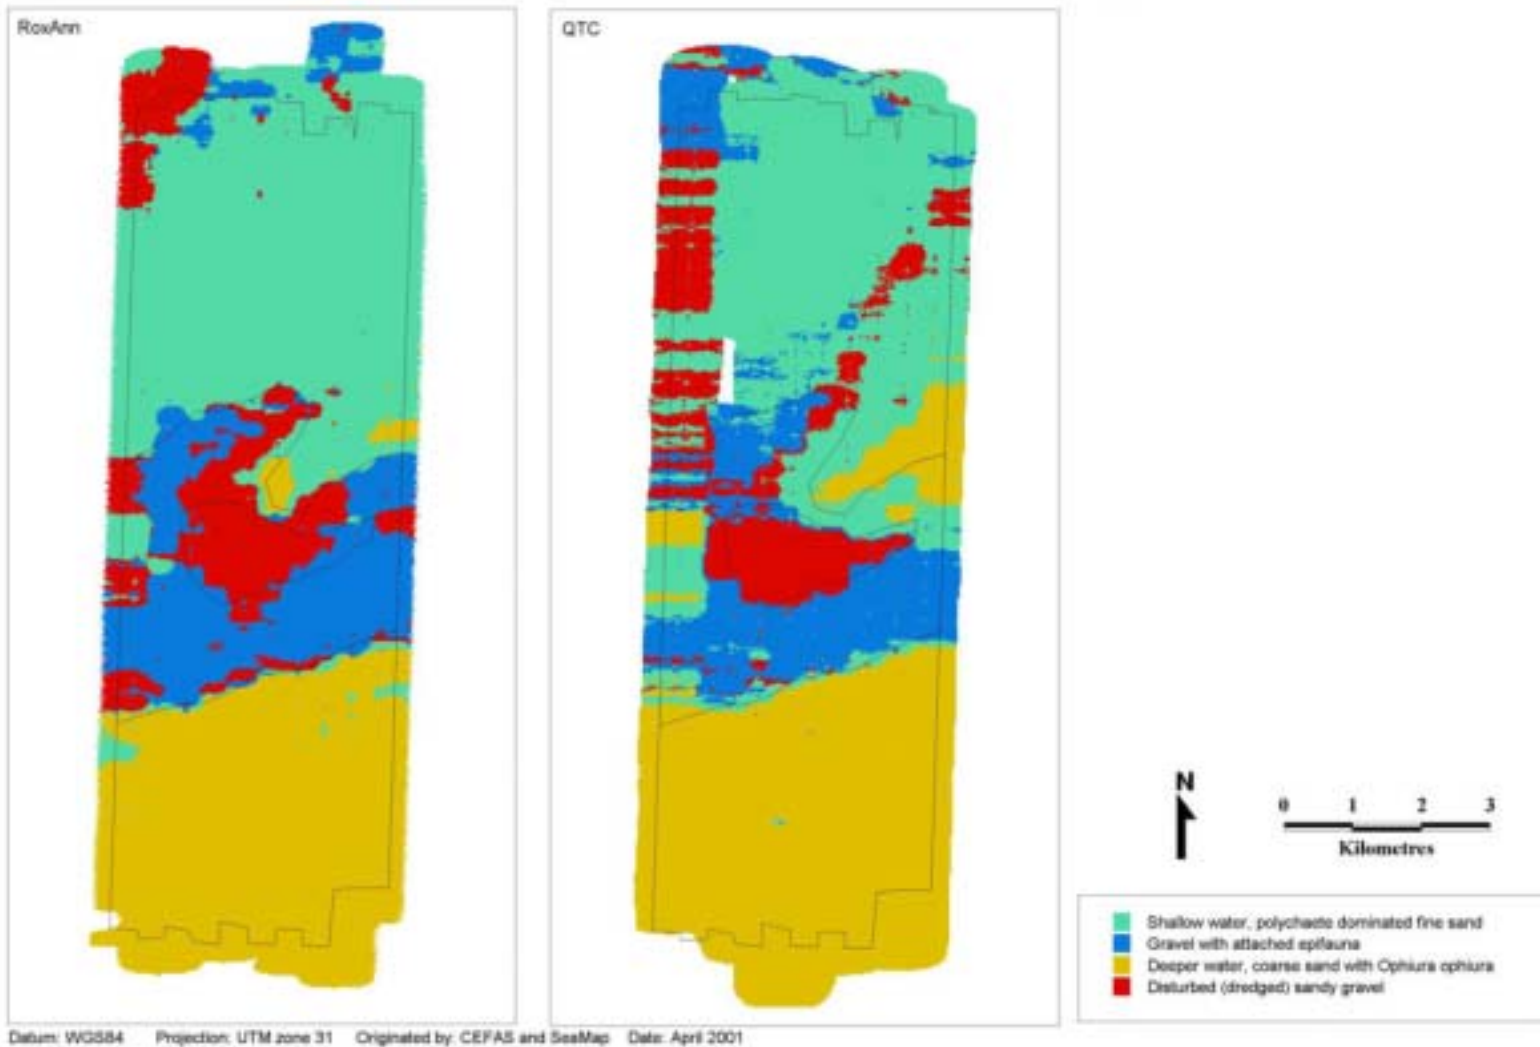 RoxAnn
QTC
N
0 1 2 3
Kilometres
Shallow water, polychaete dominated fine sand
Gravel with attached epifauna
Deeper water, coarse sand with Ophiura ophiura
Disturbed (dredged) sandy gravel
Datum: WGS84 Projection: UTM zone 31 Originated by: CEFAS and SeaMap Date: April 2001